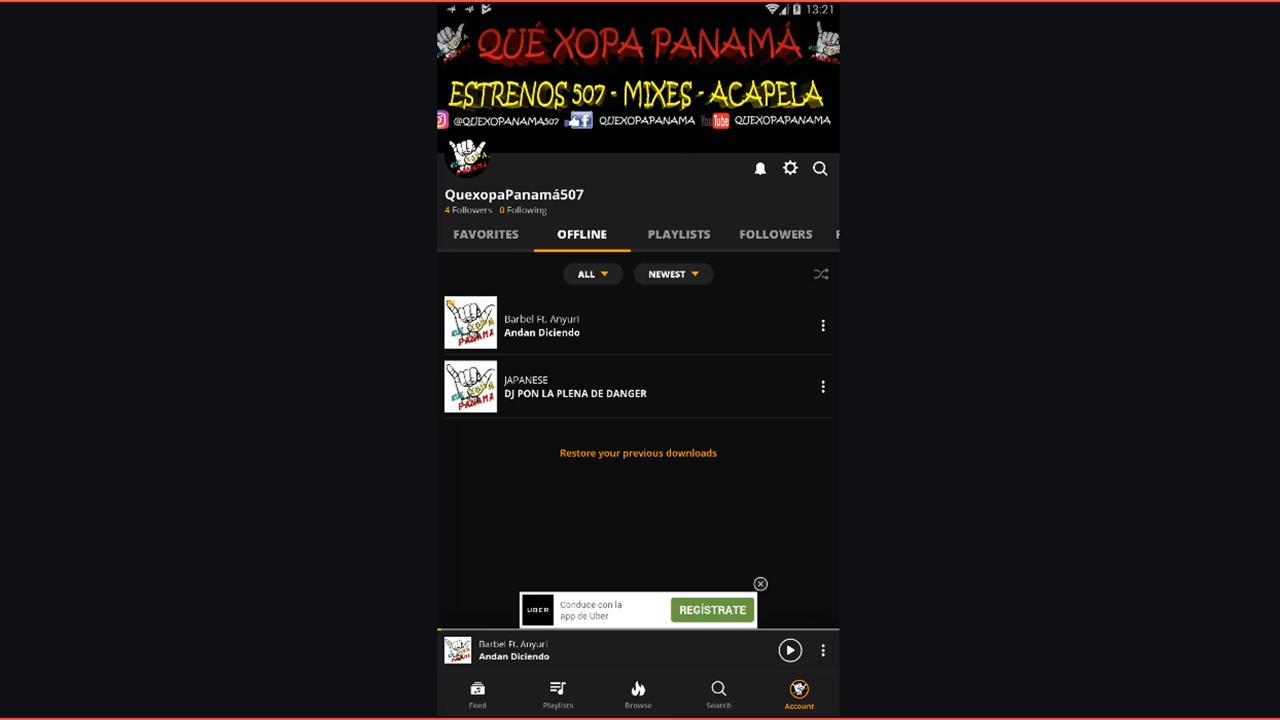 13:21
QUÉ XOPA PANAMÁ
ESTRENOS 507 - MIXES - ACAPELA
@QUEXOPANAMA507 QUEXOPAPANAMA YouTube QUEXOPAPANAMA
QuexopaPanamá507
4 Followers 0 Following
FAVORITES OFFLINE PLAYLISTS FOLLOWERS F
ALL NEWEST
Barbel Ft. Anyuri
Andan Diciendo
JAPANESE
DJ PON LA PLENA DE DANGER
Restore your previous downloads
UBER
Conduce con la
app de Uber
REGÍSTRATE
Barbel Ft. Anyuri
Andan Diciendo
Feed Playlists Browse Search Account